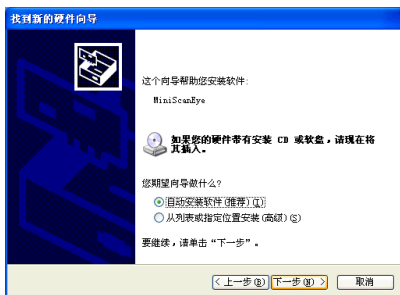 找到新的硬件向导
这个向导帮助您安装软件:
MiniScanEye
如果您的硬件带有安装 CD 或软盘，请现在将
其插入。
您期望向导做什么?
自动安装软件(推荐)(I)
从列表或指定位置安装(高级)(S)
要继续，请单击“下一步”。
< 上一步(B) 下一步(N) > 取消